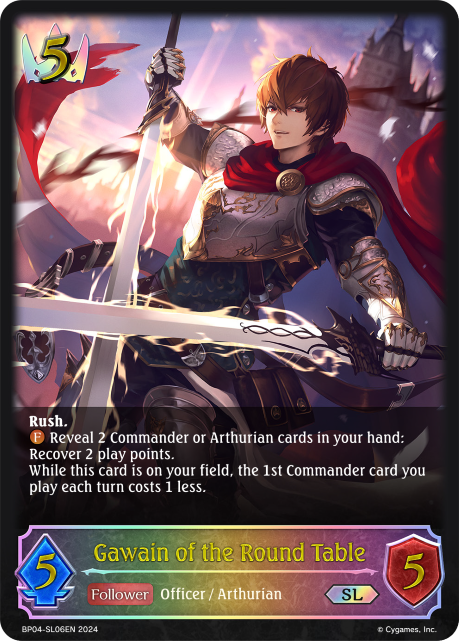 5
Rush.
F Reveal 2 Commander or Arthurian cards in your hand:
Recover 2 play points.
While this card is on your field, the 1st Commander card you
play each turn costs 1 less.
5
Gawain of the Round Table
5
Follower Officer / Arthurian SL
BP04-SL06EN 2024 © Cygames, Inc.